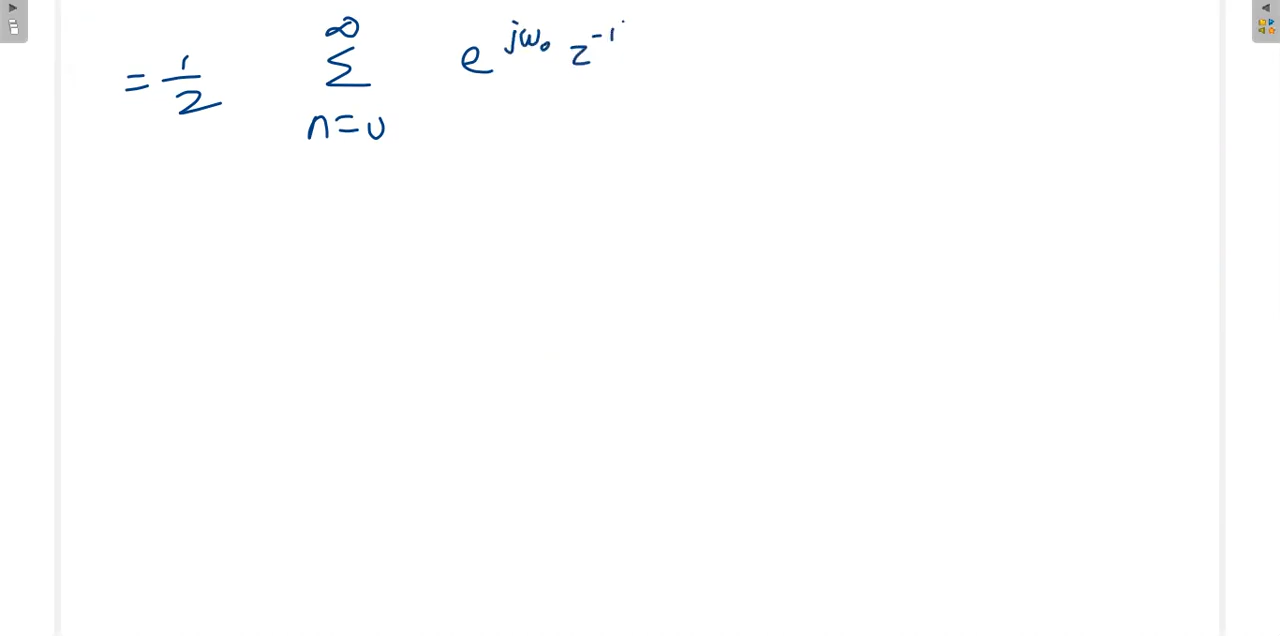 = 1/2 ∞∑n=0 e^{jω₀} z^{-1}